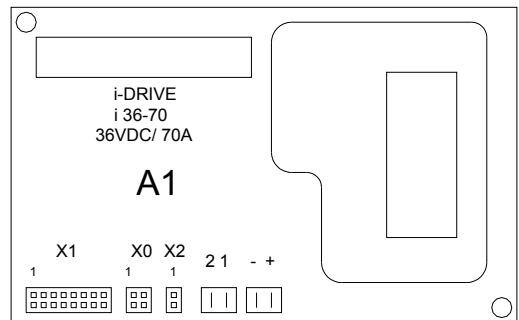 i-DRIVE
i 36-70
36VDC/ 70A
A1
X1 X0 X2 2 1 - +
1 1 1